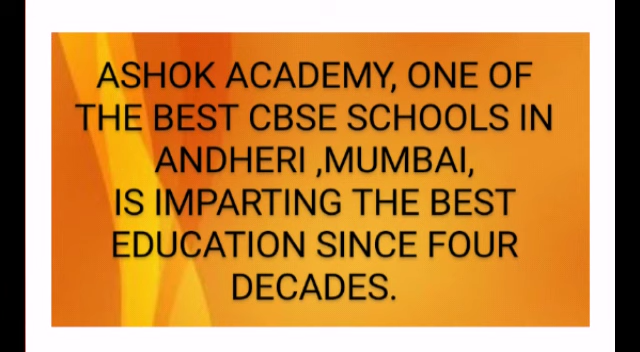 ASHOK ACADEMY, ONE OF
THE BEST CBSE SCHOOLS IN
ANDHERI ,MUMBAI,
IS IMPARTING THE BEST
EDUCATION SINCE FOUR
DECADES.